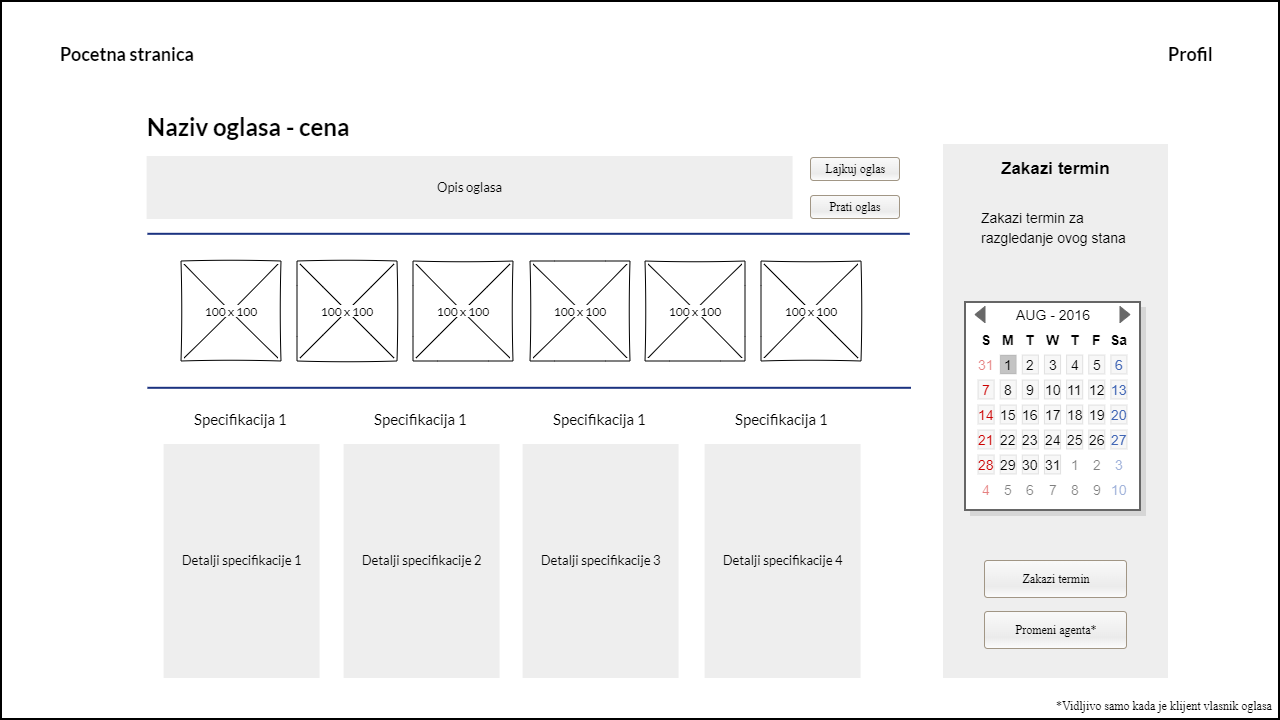 Pocetna stranica
Profil
Naziv oglasa - cena
Opis oglasa
Lajkuj oglas
Prati oglas
100 x 100
100 x 100
100 x 100
100 x 100
100 x 100
100 x 100
Specifikacija 1
Specifikacija 1
Specifikacija 1
Specifikacija 1
Detalji specifikacije 1
Detalji specifikacije 2
Detalji specifikacije 3
Detalji specifikacije 4
Zakazi termin
Zakazi termin za
razgledanje ovog stana
AUG - 2016
S M T W T F Sa
31 1 2 3 4 5 6
7 8 9 10 11 12 13
14 15 16 17 18 19 20
21 22 23 24 25 26 27
28 29 30 31 1 2 3
4 5 6 7 8 9 10
Zakazi termin
Promeni agenta*
*Vidljivo samo kada je klijent vlasnik oglasa